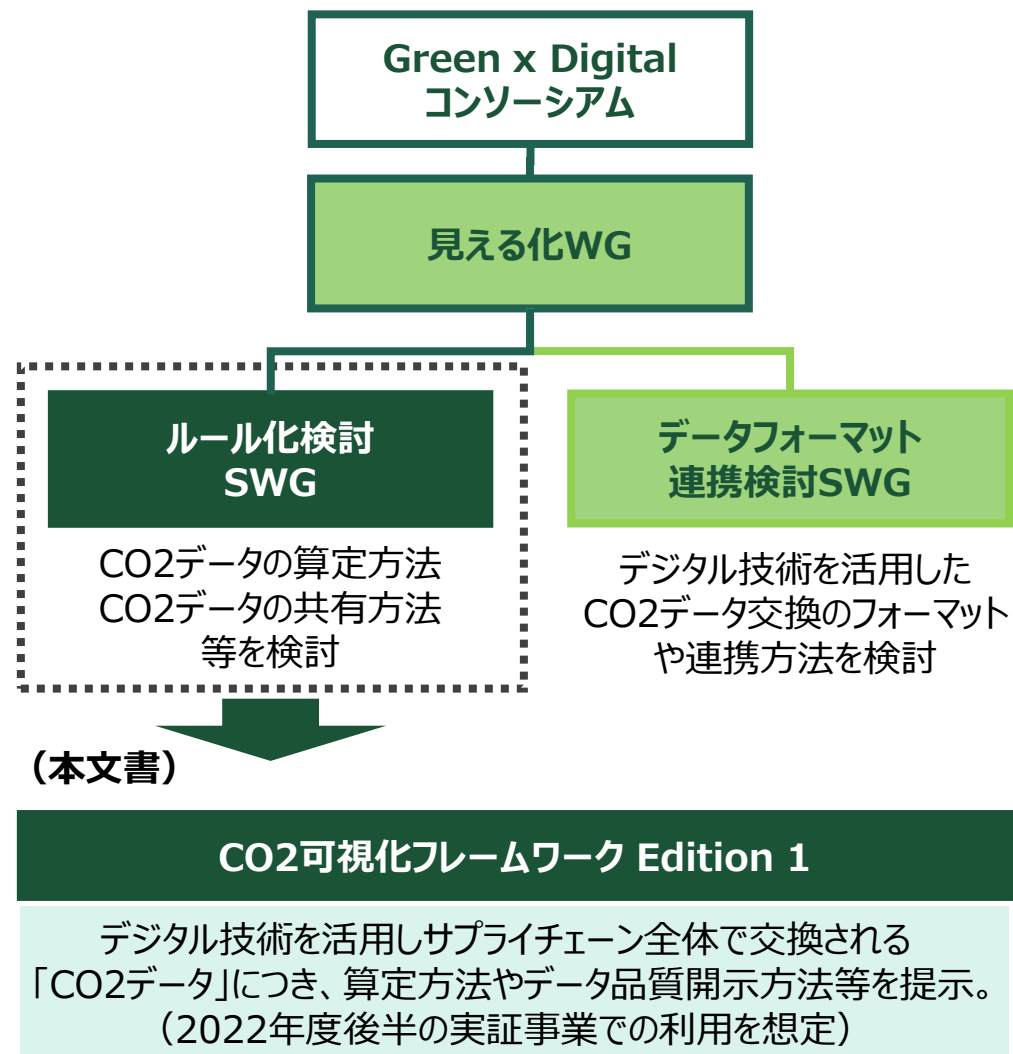 Green x Digital
コンソーシアム
見える化WG
ルール化検討
SWG
CO2データの算定方法
CO2データの共有方法
等を検討
データフォーマット
連携検討SWG
デジタル技術を活用した
CO2データ交換のフォーマット
や連携方法を検討
（本文書）
CO2可視化フレームワーク Edition 1
デジタル技術を活用しサプライチェーン全体で交換される
「CO2データ」につき、算定方法やデータ品質開示方法等を提示。
（2022年度後半の実証事業での利用を想定）